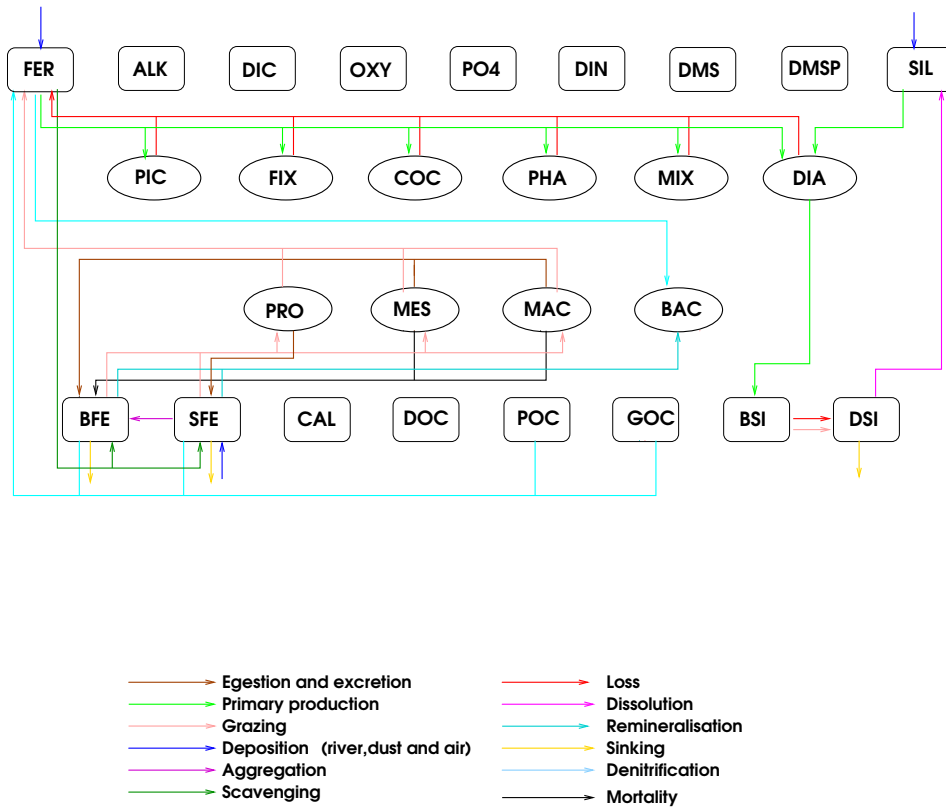 FER ALK DIC OXY PO4 DIN DMS DMSP SIL
PIC FIX COC PHA MIX DIA
PRO MES MAC BAC
BFE SFE CAL DOC POC GOC BSI DSI
Egestion and excretion
Primary production
Grazing
Deposition (river,dust and air)
Aggregation
Scavenging
Loss
Dissolution
Remineralisation
Sinking
Denitrification
Mortality